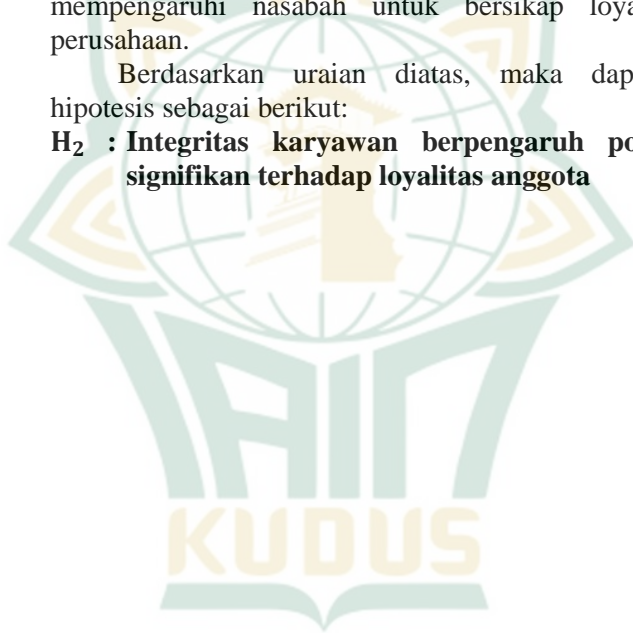 mempengaruhi nasabah untuk bersikap
perusahaan.
Berdasarkan uraian diatas, maka
hipotesis sebagai berikut:
H₂ : Integritas karyawan berpengaruh
signifikan terhadap loyalitas anggota
IAIN
KUDUS